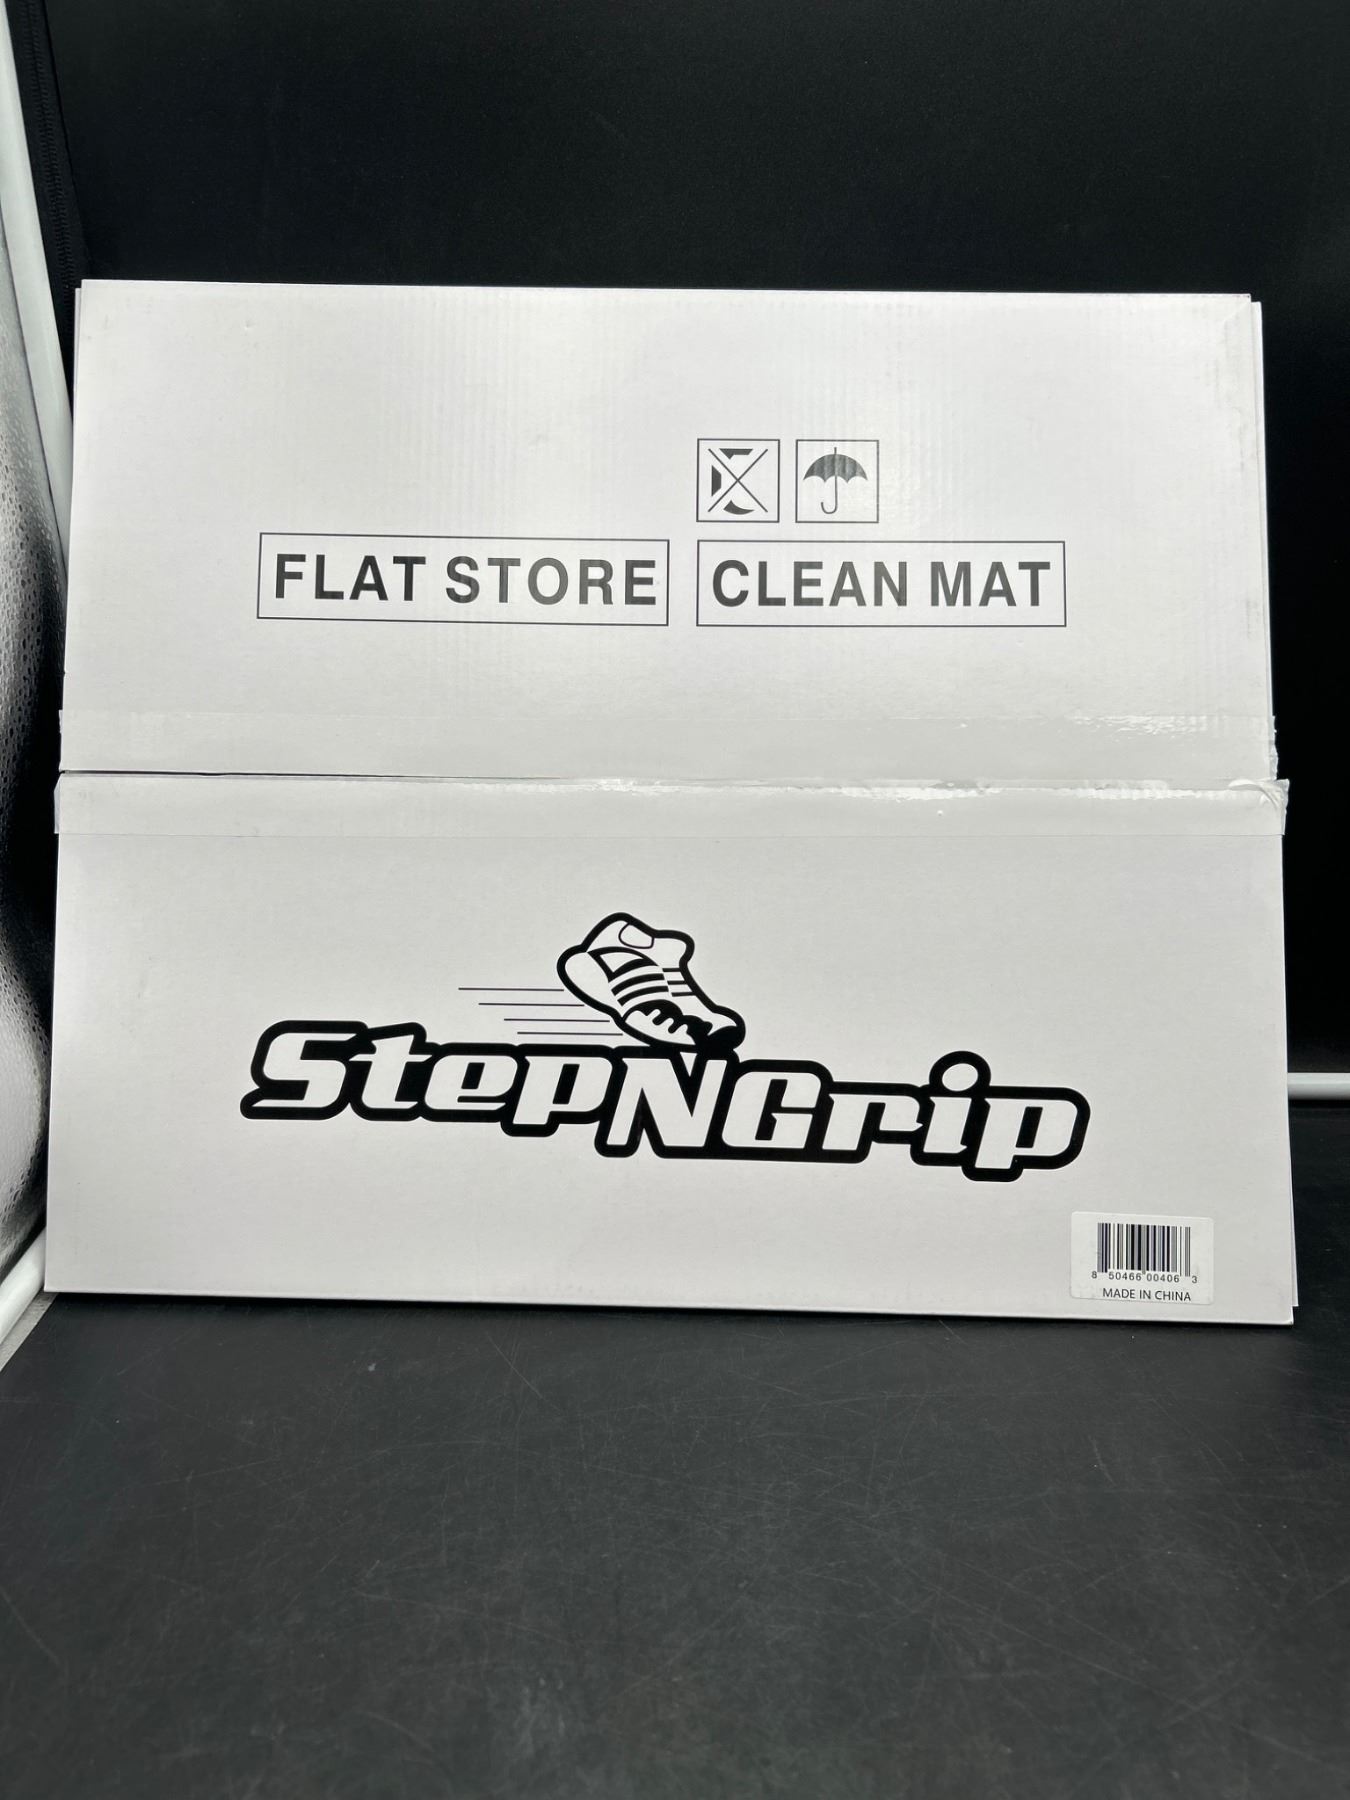 FLAT STORE
CLEAN MAT
StepNGrip
8 50466 00406 3
MADE IN CHINA